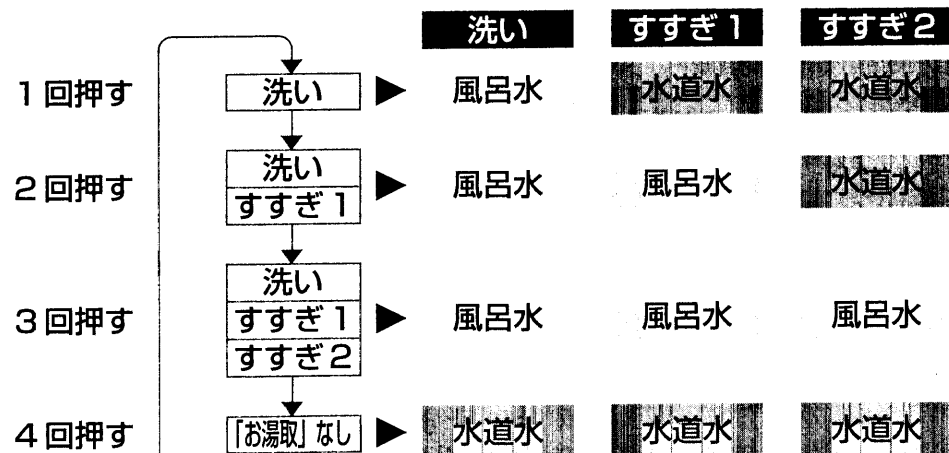 洗い すすぎ1 すすぎ2
1回押す 洗い 風呂水 水道水 水道水
2回押す 洗い すすぎ1 風呂水 風呂水 水道水
3回押す 洗い すすぎ1 すすぎ2 風呂水 風呂水 風呂水
4回押す 「お湯取」なし 水道水 水道水 水道水